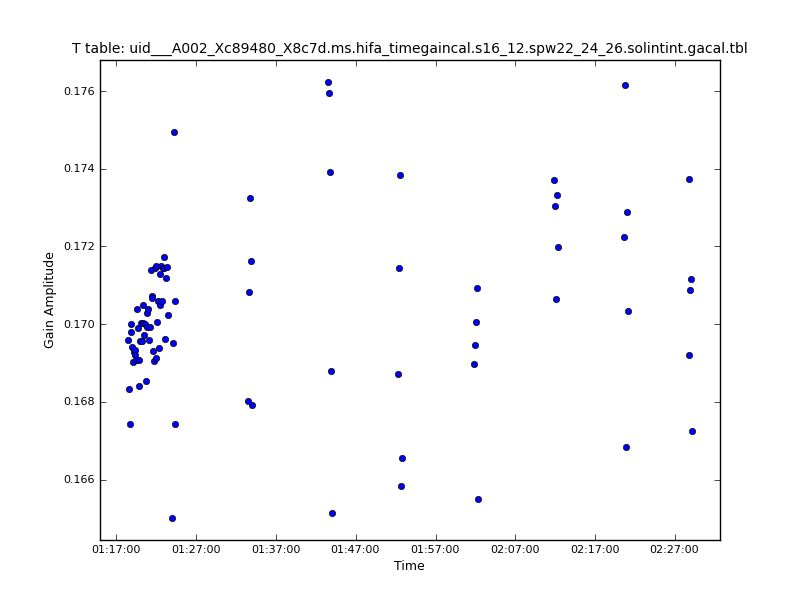 T table: uid___A002_Xc89480_X8c7d.ms.hifa_timegaincal.s16_12.spw22_24_26.solintint.gacal.tbl
0.176
0.174
0.172
0.170
0.168
0.166
Gain Amplitude
01:17:00 01:27:00 01:37:00 01:47:00 01:57:00 02:07:00 02:17:00 02:27:00
Time